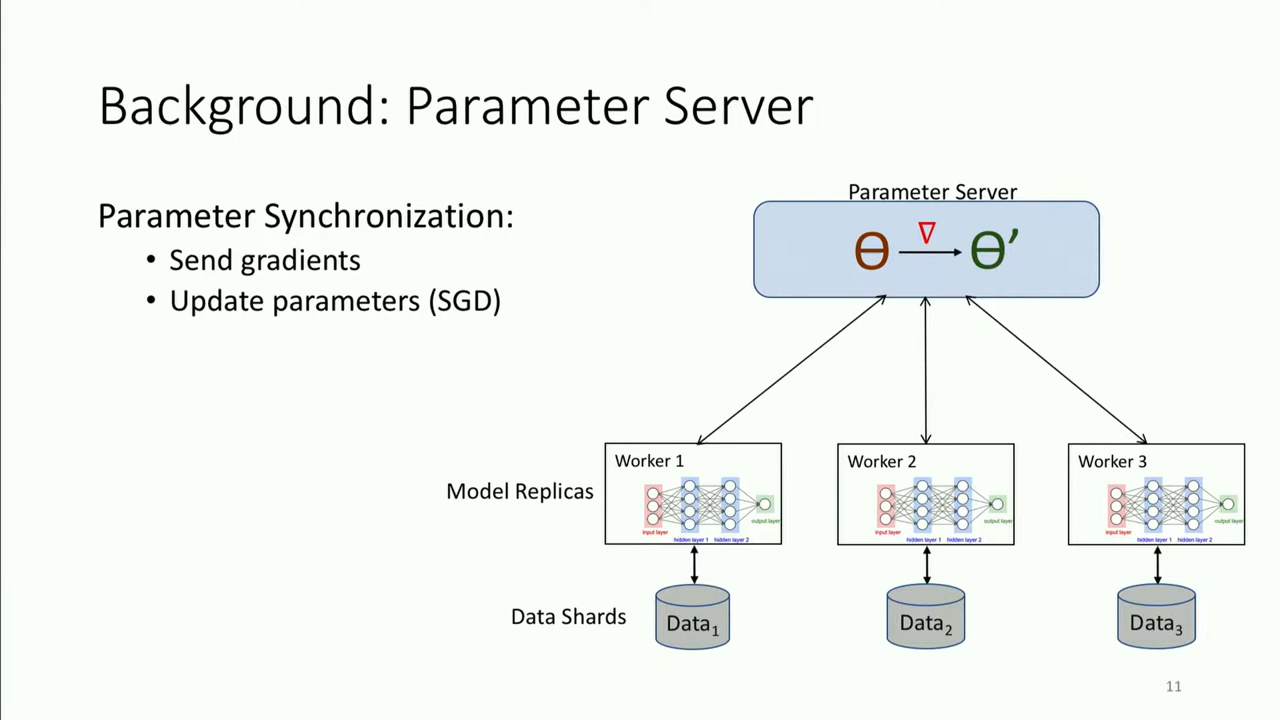 Background: Parameter Server
Parameter Synchronization:
• Send gradients
• Update parameters (SGD)
Parameter Server
∇
Θ Θ′
Model Replicas
Worker 1
input layer
hidden layer 1 hidden layer 2
output layer
Worker 2
input layer
hidden layer 1 hidden layer 2
output layer
Worker 3
input layer
hidden layer 1 hidden layer 2
output layer
Data Shards
Data₁
Data₂
Data₃
11